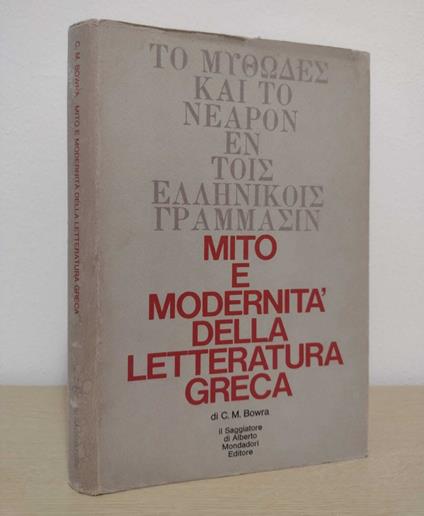 ΤΟ ΜΥΘΩΔΕΣ
ΚΑΙ ΤΟ
ΝΕΑΡΟΝ
ΕΝ
ΤΟΙΣ
ΕΛΛΗΝΙΚΟΙΣ
ΓΡΑΜΜΑΣΙΝ
MITO
E
MODERNITA'
DELLA
LETTERATURA
GRECA
di C. M. Bowra
il Saggiatore
di Alberto
Mondadori
Editore
C. M. BOWRA MITO E MODERNITÀ DELLA LETTERATURA GRECA